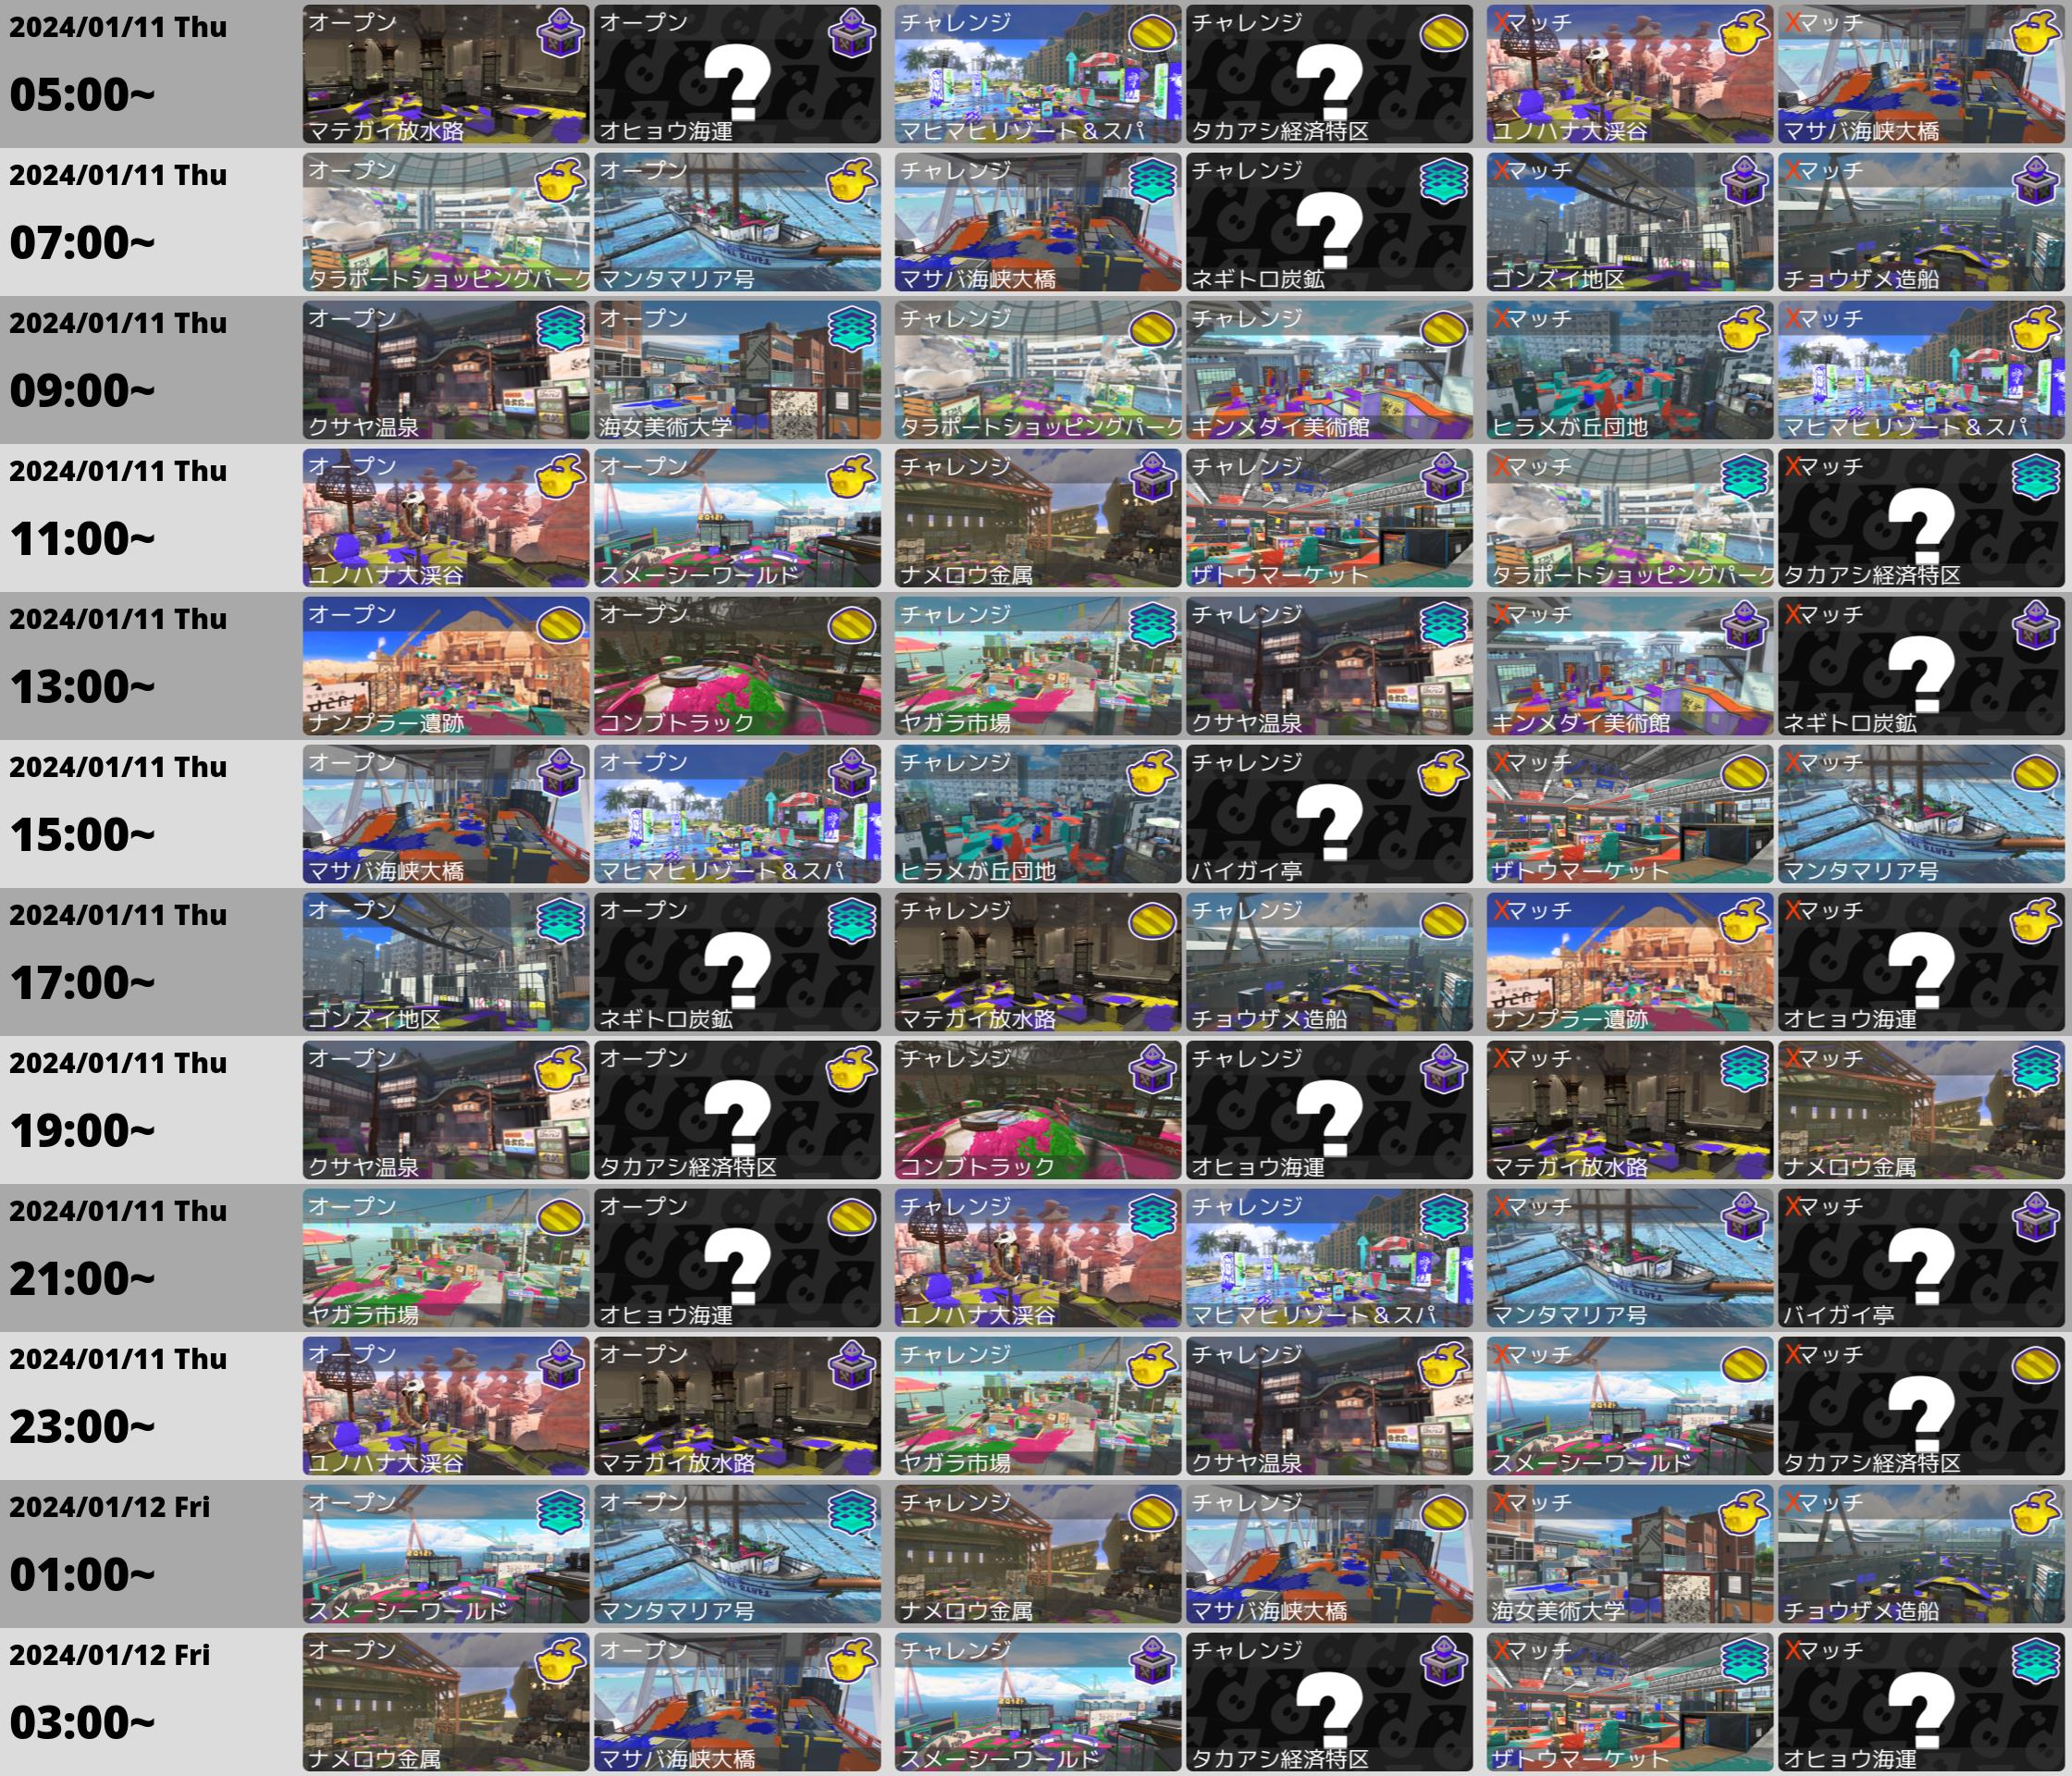 2024/01/11 Thu
05:00~
オープン オープン チャレンジ チャレンジ Xマッチ Xマッチ
マテガイ放水路 オヒョウ海運 マヒマヒリゾート&スパ タカアシ経済特区 ユノハナ大渓谷 マサバ海峡大橋
2024/01/11 Thu
07:00~
オープン オープン チャレンジ チャレンジ Xマッチ Xマッチ
タラポートショッピングパーク マンタマリア号 マサバ海峡大橋 ネギトロ炭鉱 ゴンズイ地区 チョウザメ造船
2024/01/11 Thu
09:00~
オープン オープン チャレンジ チャレンジ Xマッチ Xマッチ
クサヤ温泉 海女美術大学 タラポートショッピングパーク キンメダイ美術館 ヒラメが丘団地 マヒマヒリゾート&スパ
2024/01/11 Thu
11:00~
オープン オープン チャレンジ チャレンジ Xマッチ Xマッチ
ユノハナ大渓谷 スメーシーワールド ナメロウ金属 ザトウマーケット タラポートショッピングパーク タカアシ経済特区
2024/01/11 Thu
13:00~
オープン オープン チャレンジ チャレンジ Xマッチ Xマッチ
ナンプラー遺跡 コンブトラック ヤガラ市場 クサヤ温泉 キンメダイ美術館 ネギトロ炭鉱
2024/01/11 Thu
15:00~
オープン オープン チャレンジ チャレンジ Xマッチ Xマッチ
マサバ海峡大橋 マヒマヒリゾート&スパ ヒラメが丘団地 バイガイ亭 ザトウマーケット マンタマリア号
2024/01/11 Thu
17:00~
オープン オープン チャレンジ チャレンジ Xマッチ Xマッチ
ゴンズイ地区 ネギトロ炭鉱 マテガイ放水路 チョウザメ造船 ナンプラー遺跡 オヒョウ海運
2024/01/11 Thu
19:00~
オープン オープン チャレンジ チャレンジ Xマッチ Xマッチ
クサヤ温泉 タカアシ経済特区 コンブトラック オヒョウ海運 マテガイ放水路 ナメロウ金属
2024/01/11 Thu
21:00~
オープン オープン チャレンジ チャレンジ Xマッチ Xマッチ
ヤガラ市場 オヒョウ海運 ユノハナ大渓谷 マヒマヒリゾート&スパ マンタマリア号 バイガイ亭
2024/01/11 Thu
23:00~
オープン オープン チャレンジ チャレンジ Xマッチ Xマッチ
ユノハナ大渓谷 マテガイ放水路 ヤガラ市場 クサヤ温泉 スメーシーワールド タカアシ経済特区
2024/01/12 Fri
01:00~
オープン オープン チャレンジ チャレンジ Xマッチ Xマッチ
スメーシーワールド マンタマリア号 ナメロウ金属 マサバ海峡大橋 海女美術大学 チョウザメ造船
2024/01/12 Fri
03:00~
オープン オープン チャレンジ チャレンジ Xマッチ Xマッチ
ナメロウ金属 マサバ海峡大橋 スメーシーワールド タカアシ経済特区 ザトウマーケット オヒョウ海運